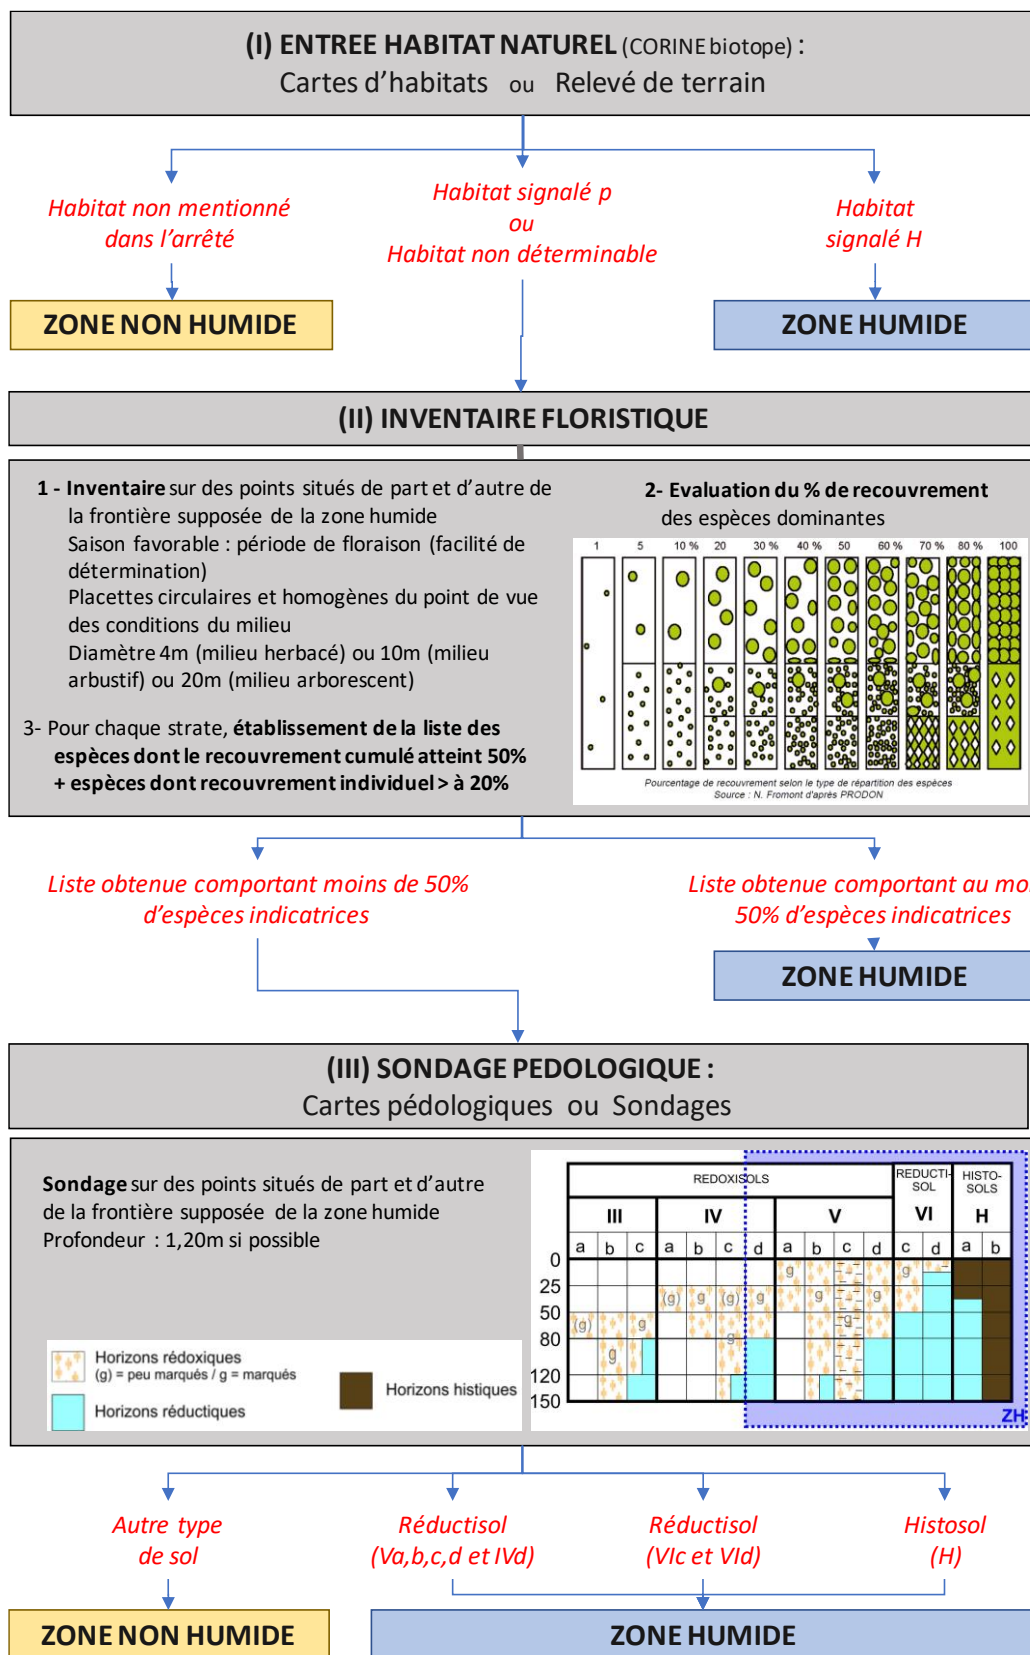 (I) ENTREE HABITAT NATUREL (CORINE biotope) :
Cartes d’habitats ou Relevé de terrain
Habitat non mentionné
dans l’arrêté
Habitat signalé p
ou
Habitat non déterminable
Habitat
signalé H
ZONE NON HUMIDE
ZONE HUMIDE
(II) INVENTAIRE FLORISTIQUE
1 - Inventaire sur des points situés de part et d’autre de
la frontière supposée de la zone humide
Saison favorable : période de floraison (facilité de
détermination)
Placettes circulaires et homogènes du point de vue
des conditions du milieu
Diamètre 4m (milieu herbacé) ou 10m (milieu
arbustif) ou 20m (milieu arborescent)
3- Pour chaque strate, établissement de la liste des
espèces dont le recouvrement cumulé atteint 50%
+ espèces dont recouvrement individuel > à 20%
2- Evaluation du % de recouvrement
des espèces dominantes
1 5 10 % 20 30 % 40 % 50 60 % 70 % 80 % 100
Pourcentage de recouvrement selon le type de répartition des espèces
Source : N. Fromont d'après PRODON
Liste obtenue comportant moins de 50%
d’espèces indicatrices
Liste obtenue comportant au mo
50% d’espèces indicatrices
ZONE HUMIDE
(III) SONDAGE PEDOLOGIQUE :
Cartes pédologiques ou Sondages
Sondage sur des points situés de part et d’autre
de la frontière supposée de la zone humide
Profondeur : 1,20m si possible
Horizons rédoxiques
(g) = peu marqués / g = marqués
Horizons réductiques
Horizons histiques
REDOXISOLS
REDUCTI-
SOL
HISTO-
SOLS
III IV V VI H
a b c a b c d a b c d c d a b
0
25
50
80
120
150
g g
(g) g (g) g g g
(g) g g
g g
ZH
Autre type
de sol
Réductisol
(Va,b,c,d et IVd)
Réductisol
(VIc et VId)
Histosol
(H)
ZONE NON HUMIDE
ZONE HUMIDE